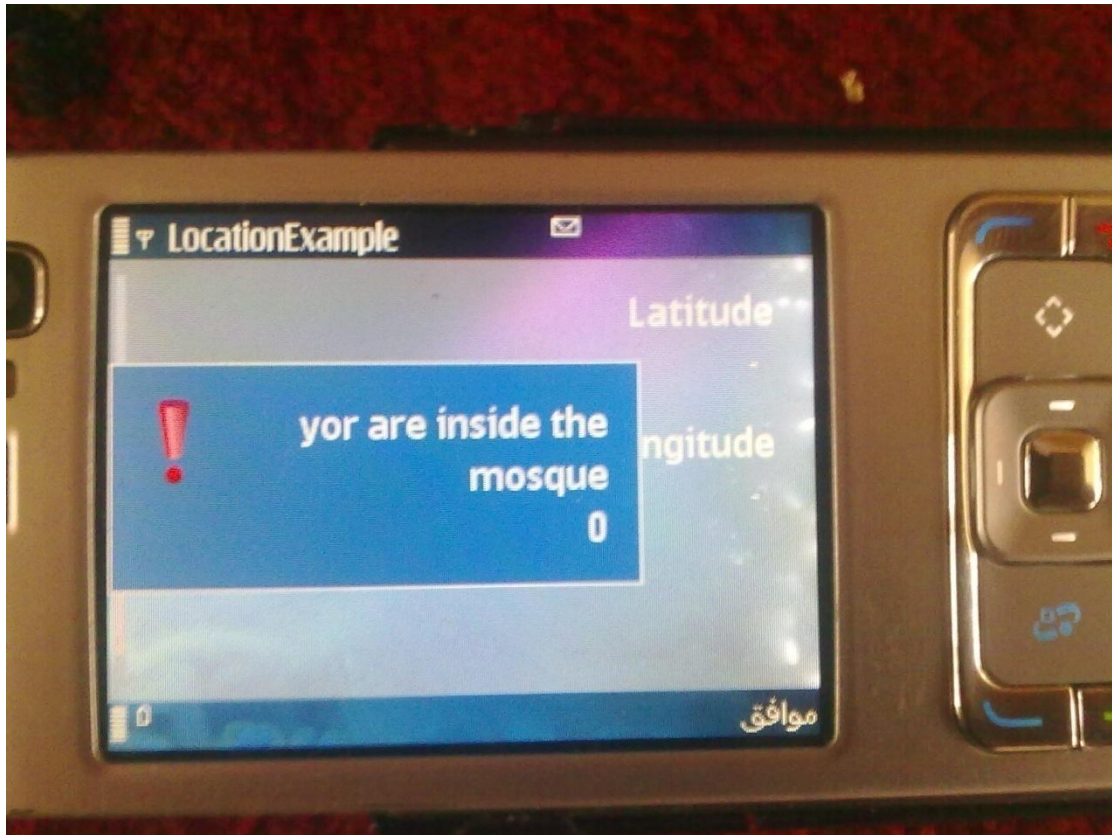 LocationExample
Latitude
yor are inside the
mosque
0
ngitude
موافق